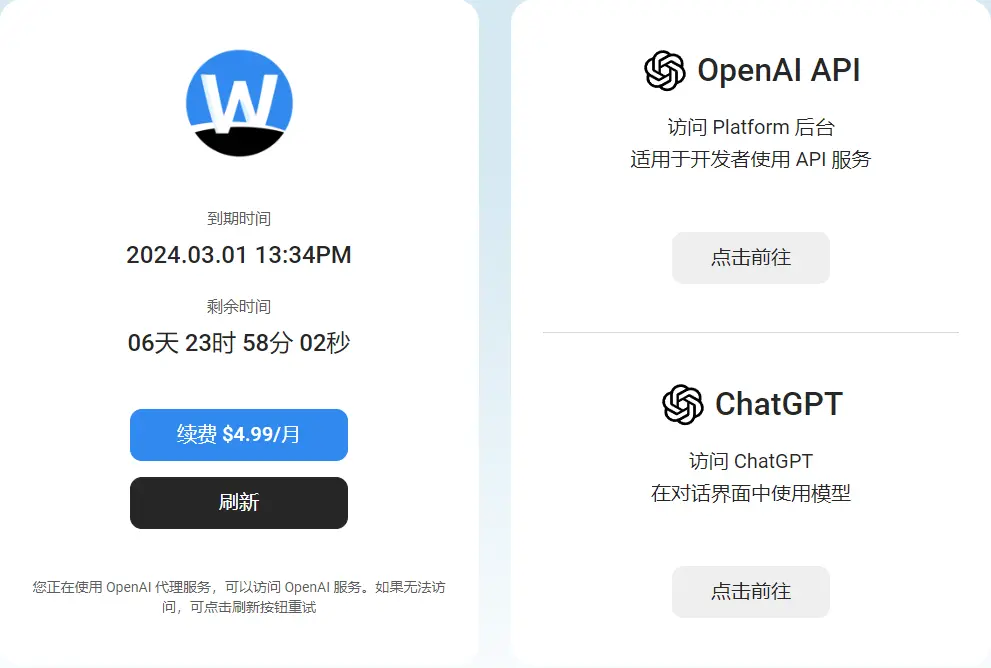 W
到期时间
2024.03.01 13:34PM
剩余时间
06天 23时 58分 02秒
续费 $4.99/月
刷新
您正在使用 OpenAI 代理服务，可以访问 OpenAI 服务。如果无法访
问，可点击刷新按钮重试
OpenAI API
访问 Platform 后台
适用于开发者使用 API 服务
点击前往
ChatGPT
访问 ChatGPT
在对话界面中使用模型
点击前往